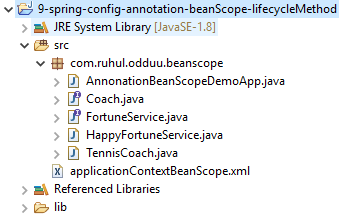 9-spring-config-annotation-beanScope-lifecycleMethod
JRE System Library [JavaSE-1.8]
src
com.ruhul.odduu.beanscope
AnnonationBeanScopeDemoApp.java
Coach.java
FortuneService.java
HappyFortuneService.java
TennisCoach.java
applicationContextBeanScope.xml
Referenced Libraries
lib